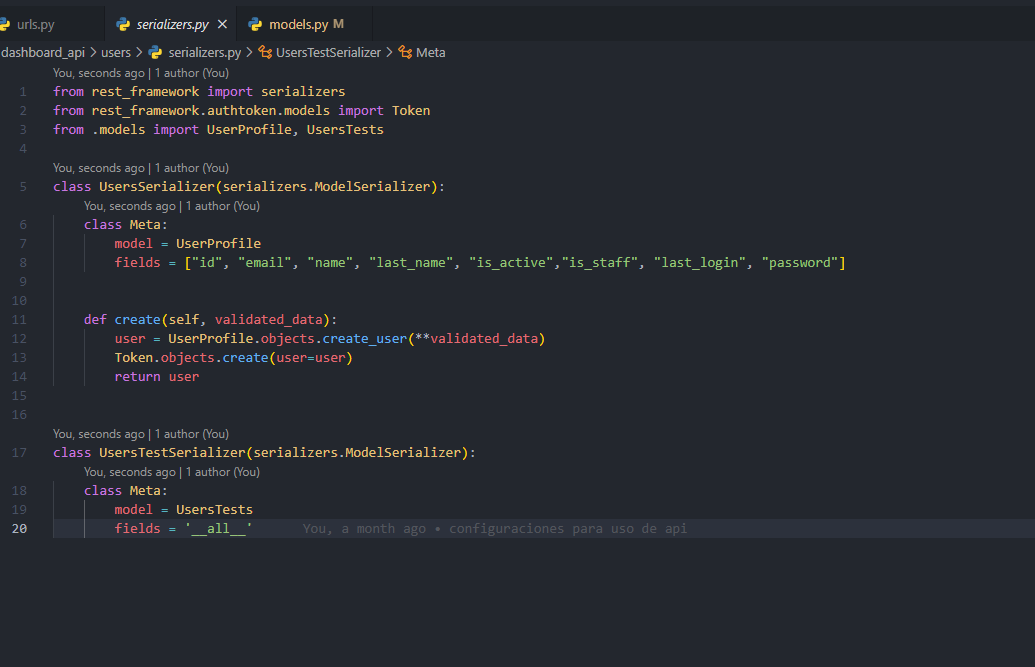 urls.py serializers.py models.py M
dashboard_api > users > serializers.py > UsersTestSerializer > Meta
You, seconds ago | 1 author (You)
1 from rest_framework import serializers
2 from rest_framework.authtoken.models import Token
3 from .models import UserProfile, UsersTests
4
You, seconds ago | 1 author (You)
5 class UsersSerializer(serializers.ModelSerializer):
You, seconds ago | 1 author (You)
6 class Meta:
7 model = UserProfile
8 fields = ["id", "email", "name", "last_name", "is_active","is_staff", "last_login", "password"]
9
10
11 def create(self, validated_data):
12 user = UserProfile.objects.create_user(**validated_data)
13 Token.objects.create(user=user)
14 return user
15
16
You, seconds ago | 1 author (You)
17 class UsersTestSerializer(serializers.ModelSerializer):
You, seconds ago | 1 author (You)
18 class Meta:
19 model = UsersTests
20 fields = '__all__' You, a month ago • configuraciones para uso de api